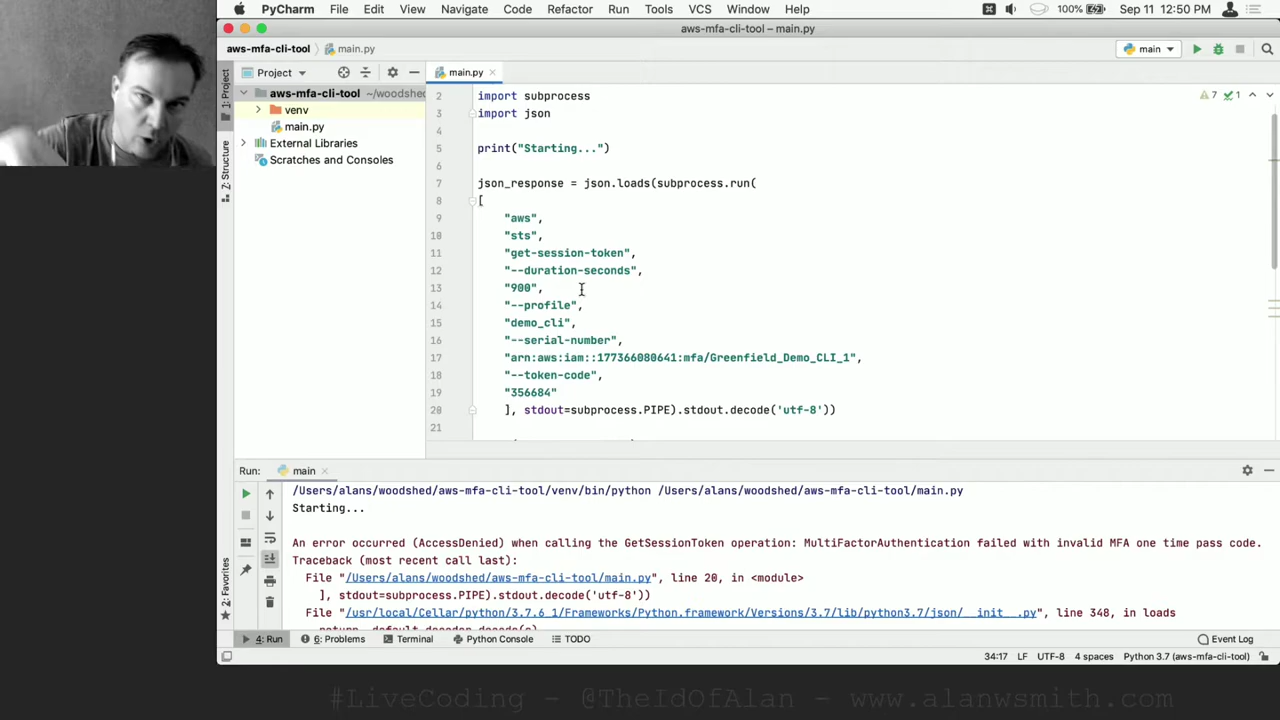 PyCharm File Edit View Navigate Code Refactor Run Tools VCS Window Help 100% Sep 11 12:50 PM
aws-mfa-cli-tool – main.py
aws-mfa-cli-tool main.py main
1: Project
Z: Structure
2: Favorites
Project
aws-mfa-cli-tool ~/woodshed
venv
main.py
External Libraries
Scratches and Consoles
main.py
7 1
2 import subprocess
3 import json
4
5 print("Starting...")
6
7 json_response = json.loads(subprocess.run(
8 [
9 "aws",
10 "sts",
11 "get-session-token",
12 "--duration-seconds",
13 "900",
14 "--profile",
15 "demo_cli",
16 "--serial-number",
17 "arn:aws:iam::177366080641:mfa/Greenfield_Demo_CLI_1",
18 "--token-code",
19 "356684"
20 ], stdout=subprocess.PIPE).stdout.decode('utf-8'))
21
Run: main
/Users/alans/woodshed/aws-mfa-cli-tool/venv/bin/python /Users/alans/woodshed/aws-mfa-cli-tool/main.py
Starting...
An error occurred (AccessDenied) when calling the GetSessionToken operation: MultiFactorAuthentication failed with invalid MFA one time pass code.
Traceback (most recent call last):
File "/Users/alans/woodshed/aws-mfa-cli-tool/main.py", line 20, in <module>
], stdout=subprocess.PIPE).stdout.decode('utf-8'))
File "/usr/local/Cellar/python/3.7.6_1/Frameworks/Python.framework/Versions/3.7/lib/python3.7/json/__init__.py", line 348, in loads
return _default_decoder.decode(s)
4: Run 6: Problems Terminal Python Console TODO Event Log
34:17 LF UTF-8 4 spaces Python 3.7 (aws-mfa-cli-tool)
#LiveCoding - @TheIdOfAlan - www.alanwsmith.com